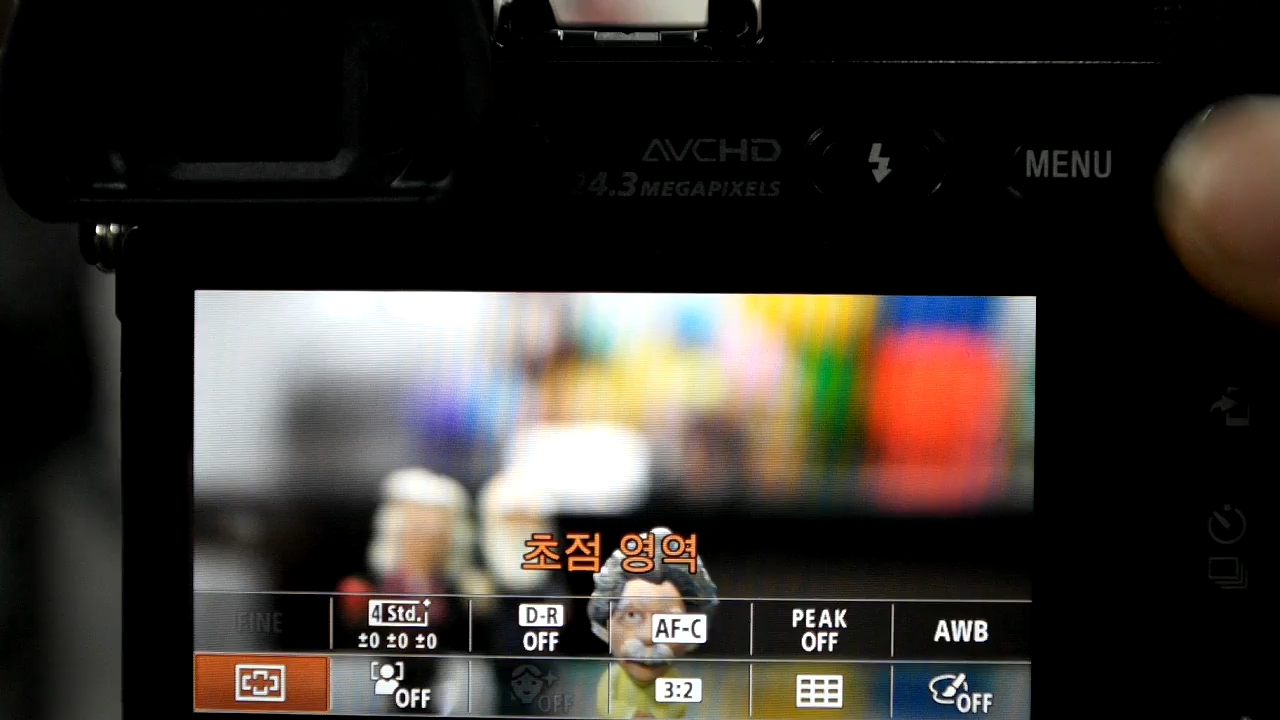 AVCHD
24.3 MEGAPIXELS
MENU
초점 영역
FINE
4 Std.+
±0 ±0 ±0
D-R
OFF
AF-C
PEAK
OFF
AWB
OFF
OFF
3:2
OFF